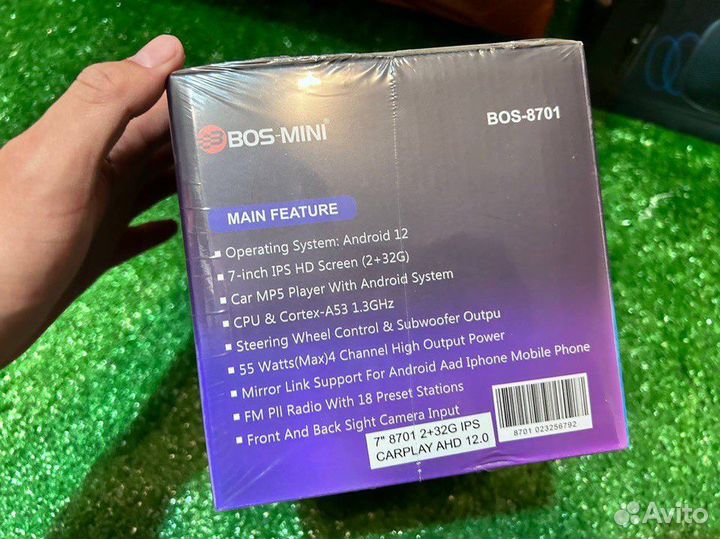 BOS-MINI®
BOS-8701
MAIN FEATURE
Operating System: Android 12
7-inch IPS HD Screen (2+32G)
Car MP5 Player With Android System
CPU & Cortex-A53 1.3GHz
Steering Wheel Control & Subwoofer Outpu
55 Watts(Max)4 Channel High Output Power
Mirror Link Support For Android Aad Iphone Mobile Phone
FM Pll Radio With 18 Preset Stations
Front And Back Sight Camera Input
7" 8701 2+32G IPS
CARPLAY AHD 12.0
8701 023256792
Avito